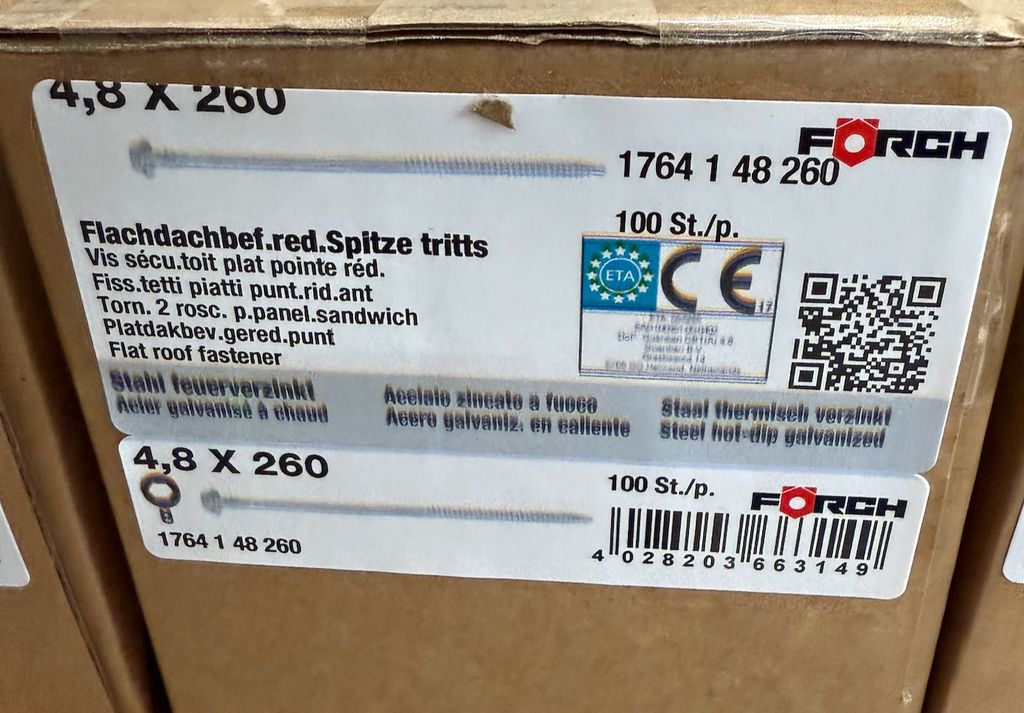 4,8 X 260
FÖRCH
1764 1 48 260
100 St./p.
Flachdachbef.red.Spitze tritts
Vis sécu.toit plat pointe réd.
Fiss.tetti piatti punt.rid.ant
Torn. 2 rosc. p.panel.sandwich
Platdakbev.gered.punt
Flat roof fastener
ETA
CE
17
Stahl feuerverzinkt
Acier galvanisé à chaud
Acciaio zincato a fuoco
Acero galvaniz. en caliente
Staal thermisch verzinkt
Steel hot-dip galvanized
4,8 X 260
1764 1 48 260
100 St./p.
FÖRCH
4 028203 663149